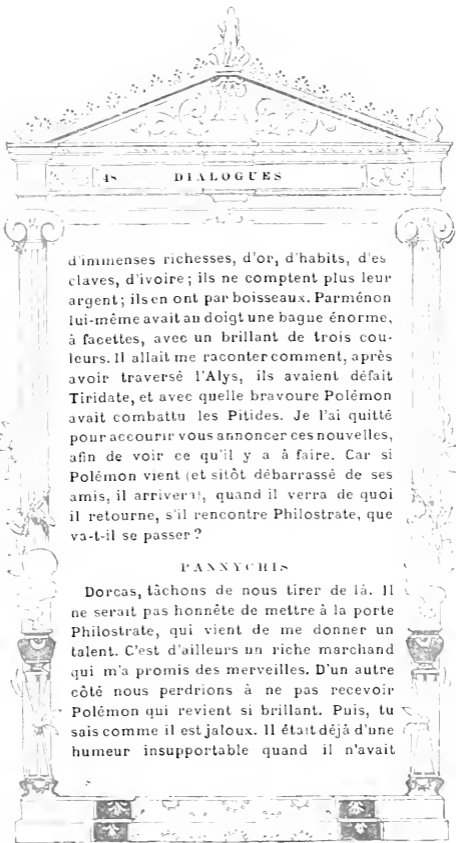 48 DIALOGUES
d'immenses richesses, d'or, d'habits, d'es
claves, d'ivoire; ils ne comptent plus leur
argent; ils en ont par boisseaux. Parménon
lui-même avait au doigt une bague énorme,
à facettes, avec un brillant de trois cou-
leurs. Il allait me raconter comment, après
avoir traversé l'Alys, ils avaient défait
Tiridate, et avec quelle bravoure Polémon
avait combattu les Pitides. Je l'ai quitté
pour accourir vous annoncer ces nouvelles,
afin de voir ce qu'il y a à faire. Car si
Polémon vient (et sitôt débarrassé de ses
amis, il arrivera), quand il verra de quoi
il retourne, s'il rencontre Philostrate, que
va-t-il se passer?
PANNYCHIS
Dorcas, tâchons de nous tirer de là. Il
ne serait pas honnête de mettre à la porte
Philostrate, qui vient de me donner un
talent. C'est d'ailleurs un riche marchand
qui m'a promis des merveilles. D'un autre
côté nous perdrions à ne pas recevoir
Polémon qui revient si brillant. Puis, tu
sais comme il est jaloux. Il était déjà d'une
humeur insupportable quand il n'avait